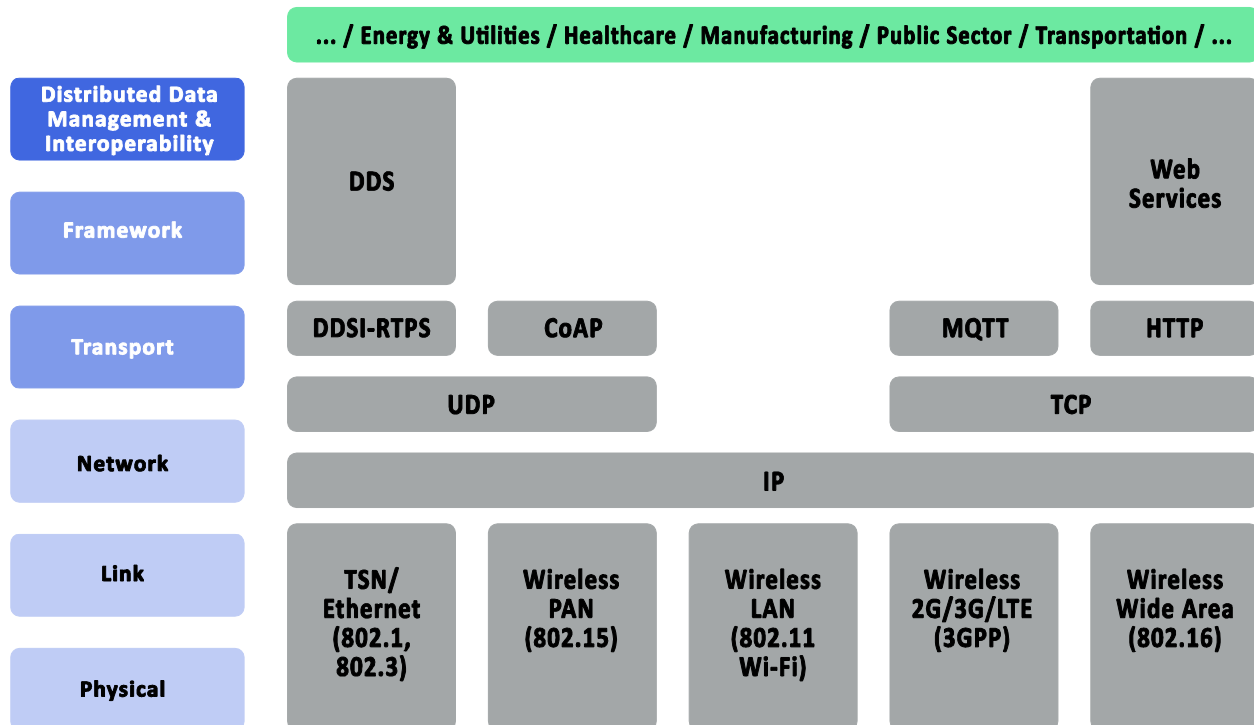 ... / Energy & Utilities / Healthcare / Manufacturing / Public Sector / Transportation / ...
Distributed Data
Management &
Interoperability
DDS
Web
Services
Framework
Transport
DDSI-RTPS
CoAP
MQTT
HTTP
UDP
TCP
Network
IP
Link
TSN/
Ethernet
(802.1,
802.3)
Wireless
PAN
(802.15)
Wireless
LAN
(802.11
Wi-Fi)
Wireless
2G/3G/LTE
(3GPP)
Wireless
Wide Area
(802.16)
Physical